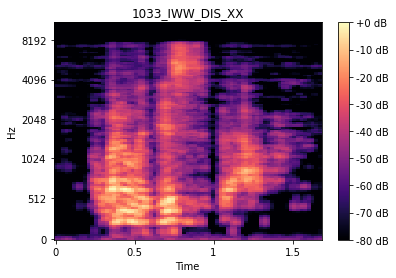 1033_IWW_DIS_XX
+0 dB
8192
-10 dB
4096
-20 dB
-30 dB
2048
Hz
-40 dB
1024
-50 dB
512
-60 dB
-70 dB
0
-80 dB
0
0.5
1
1.5
Time